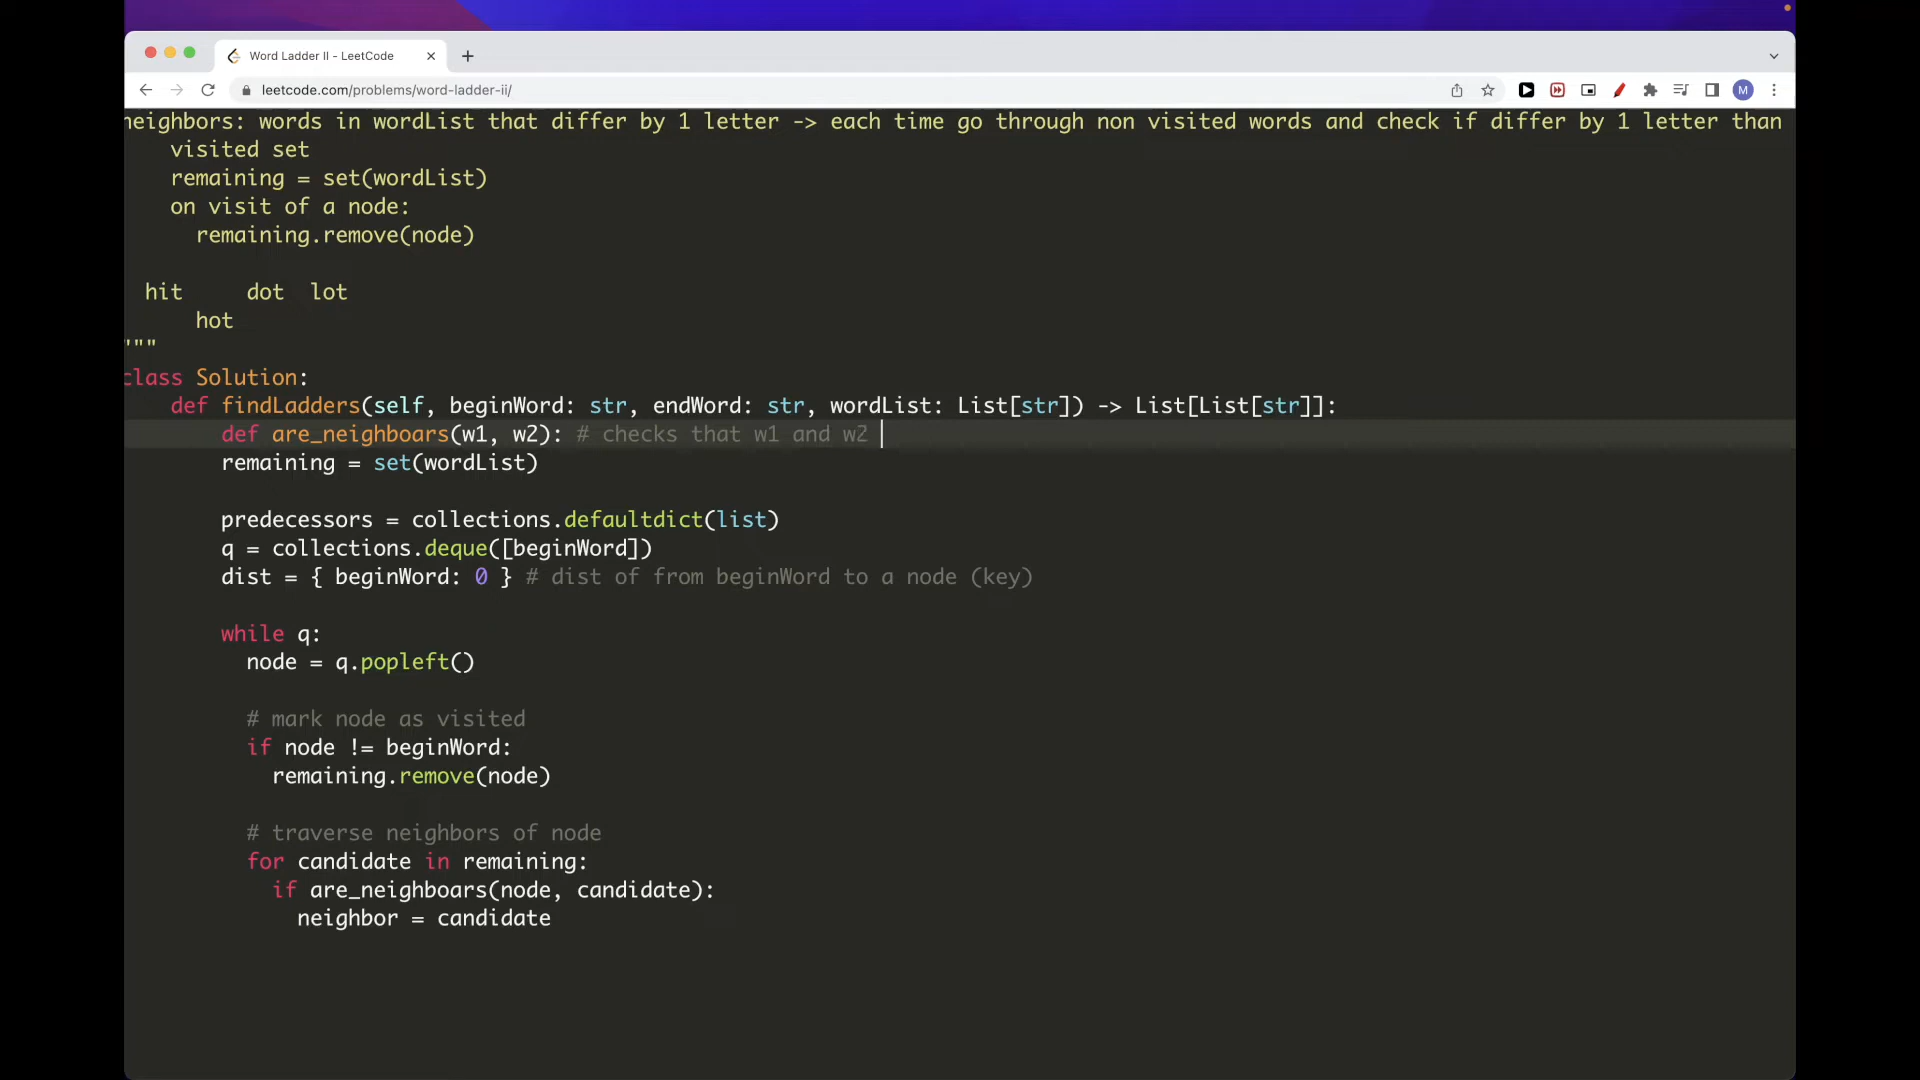 Word Ladder II - LeetCode
leetcode.com/problems/word-ladder-ii/
M
neighbors: words in wordList that differ by 1 letter -> each time go through non visited words and check if differ by 1 letter than
visited set
remaining = set(wordList)
on visit of a node:
remaining.remove(node)
hit dot lot
hot
"""
class Solution:
def findLadders(self, beginWord: str, endWord: str, wordList: List[str]) -> List[List[str]]:
def are_neighboars(w1, w2): # checks that w1 and w2
remaining = set(wordList)
predecessors = collections.defaultdict(list)
q = collections.deque([beginWord])
dist = { beginWord: 0 } # dist of from beginWord to a node (key)
while q:
node = q.popleft()
# mark node as visited
if node != beginWord:
remaining.remove(node)
# traverse neighbors of node
for candidate in remaining:
if are_neighboars(node, candidate):
neighbor = candidate